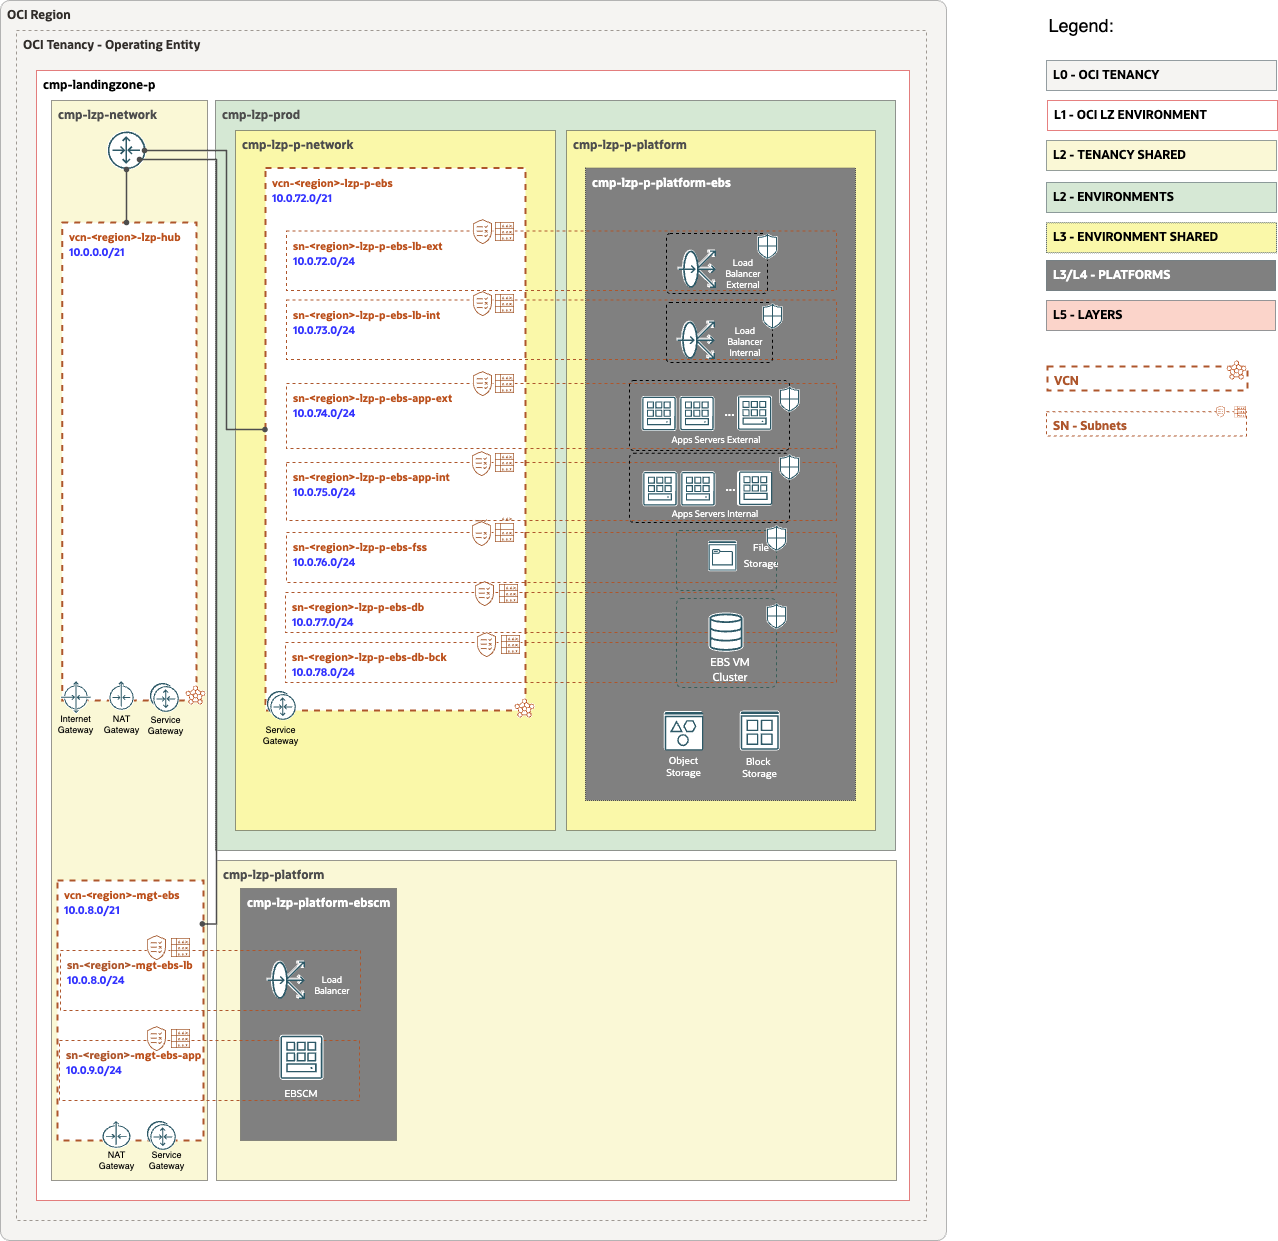 OCI Region
OCI Tenancy - Operating Entity
cmp-landingzone-p
cmp-lzp-network
vcn-<region>-lzp-hub
10.0.0.0/21
Internet
Gateway
NAT
Gateway
Service
Gateway
vcn-<region>-mgt-ebs
10.0.8.0/21
sn-<region>-mgt-ebs-lb
10.0.8.0/24
sn-<region>-mgt-ebs-app
10.0.9.0/24
NAT
Gateway
Service
Gateway
cmp-lzp-prod
cmp-lzp-p-network
vcn-<region>-lzp-p-ebs
10.0.72.0/21
sn-<region>-lzp-p-ebs-lb-ext
10.0.72.0/24
sn-<region>-lzp-p-ebs-lb-int
10.0.73.0/24
sn-<region>-lzp-p-ebs-app-ext
10.0.74.0/24
sn-<region>-lzp-p-ebs-app-int
10.0.75.0/24
sn-<region>-lzp-p-ebs-fss
10.0.76.0/24
sn-<region>-lzp-p-ebs-db
10.0.77.0/24
sn-<region>-lzp-p-ebs-db-bck
10.0.78.0/24
Service
Gateway
cmp-lzp-p-platform
cmp-lzp-p-platform-ebs
Load
Balancer
External
Load
Balancer
Internal
...
Apps Servers External
...
Apps Servers Internal
File
Storage
EBS VM
Cluster
Object
Storage
Block
Storage
cmp-lzp-platform
cmp-lzp-platform-ebscm
Load
Balancer
EBSCM
Legend:
L0 - OCI TENANCY
L1 - OCI LZ ENVIRONMENT
L2 - TENANCY SHARED
L2 - ENVIRONMENTS
L3 - ENVIRONMENT SHARED
L3/L4 - PLATFORMS
L5 - LAYERS
VCN
SN - Subnets